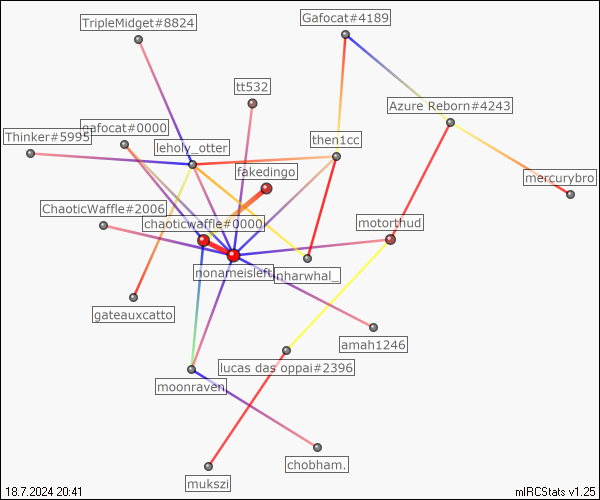 TripleMidget#8824
Gafocat#4189
tt532
Azure Reborn#4243
gafocat#0000
Thinker#5995
leholy_otter
then1cc
fakedingo
mercurybro
ChaoticWaffle#2006
chaoticwaffle#0000
motorthud
nonameisleft
nharwhal_
gateauxcatto
amah1246
lucas das oppai#2396
moonraven
chobham.
mukszi
18.7.2024 20:41
mIRCStats v1.25